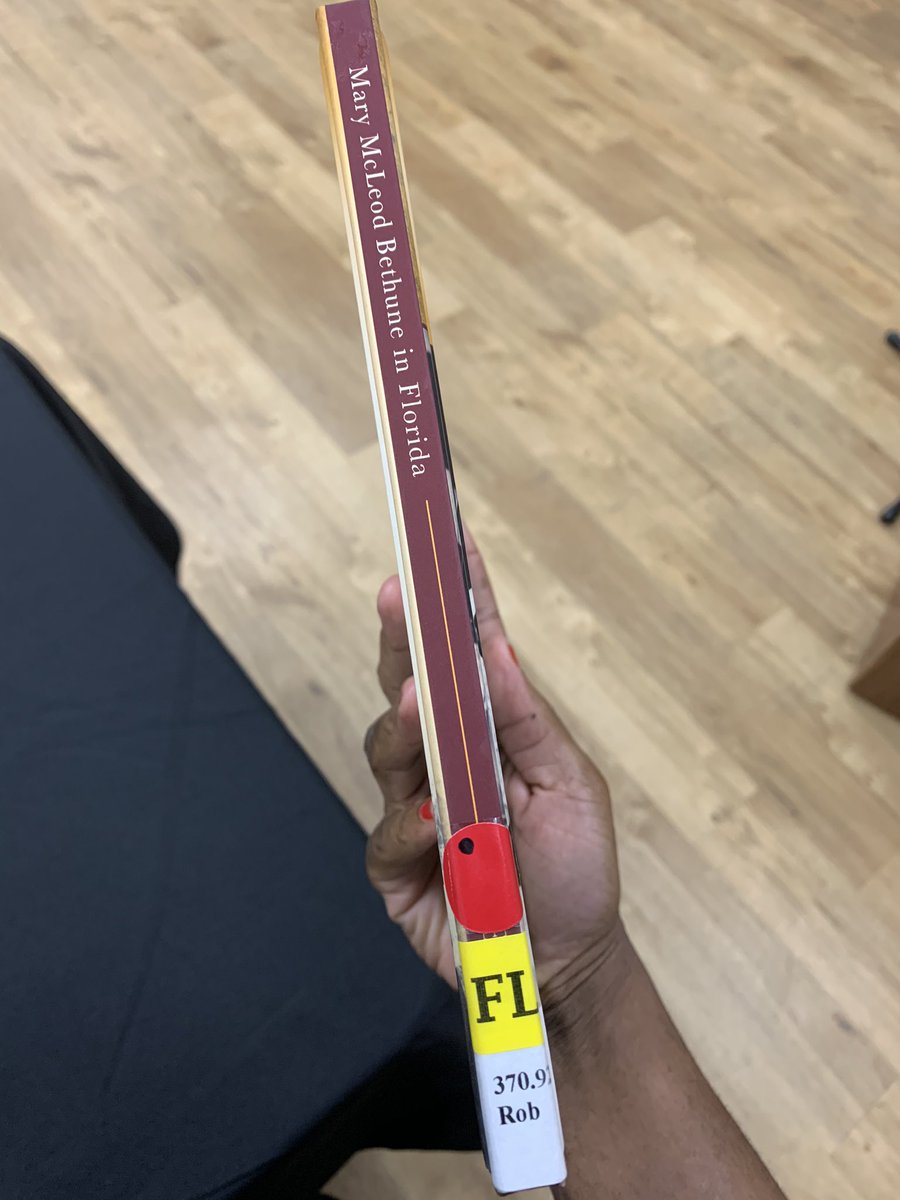 Mary McLeod Bethune in Florida
FL
370.92
Rob